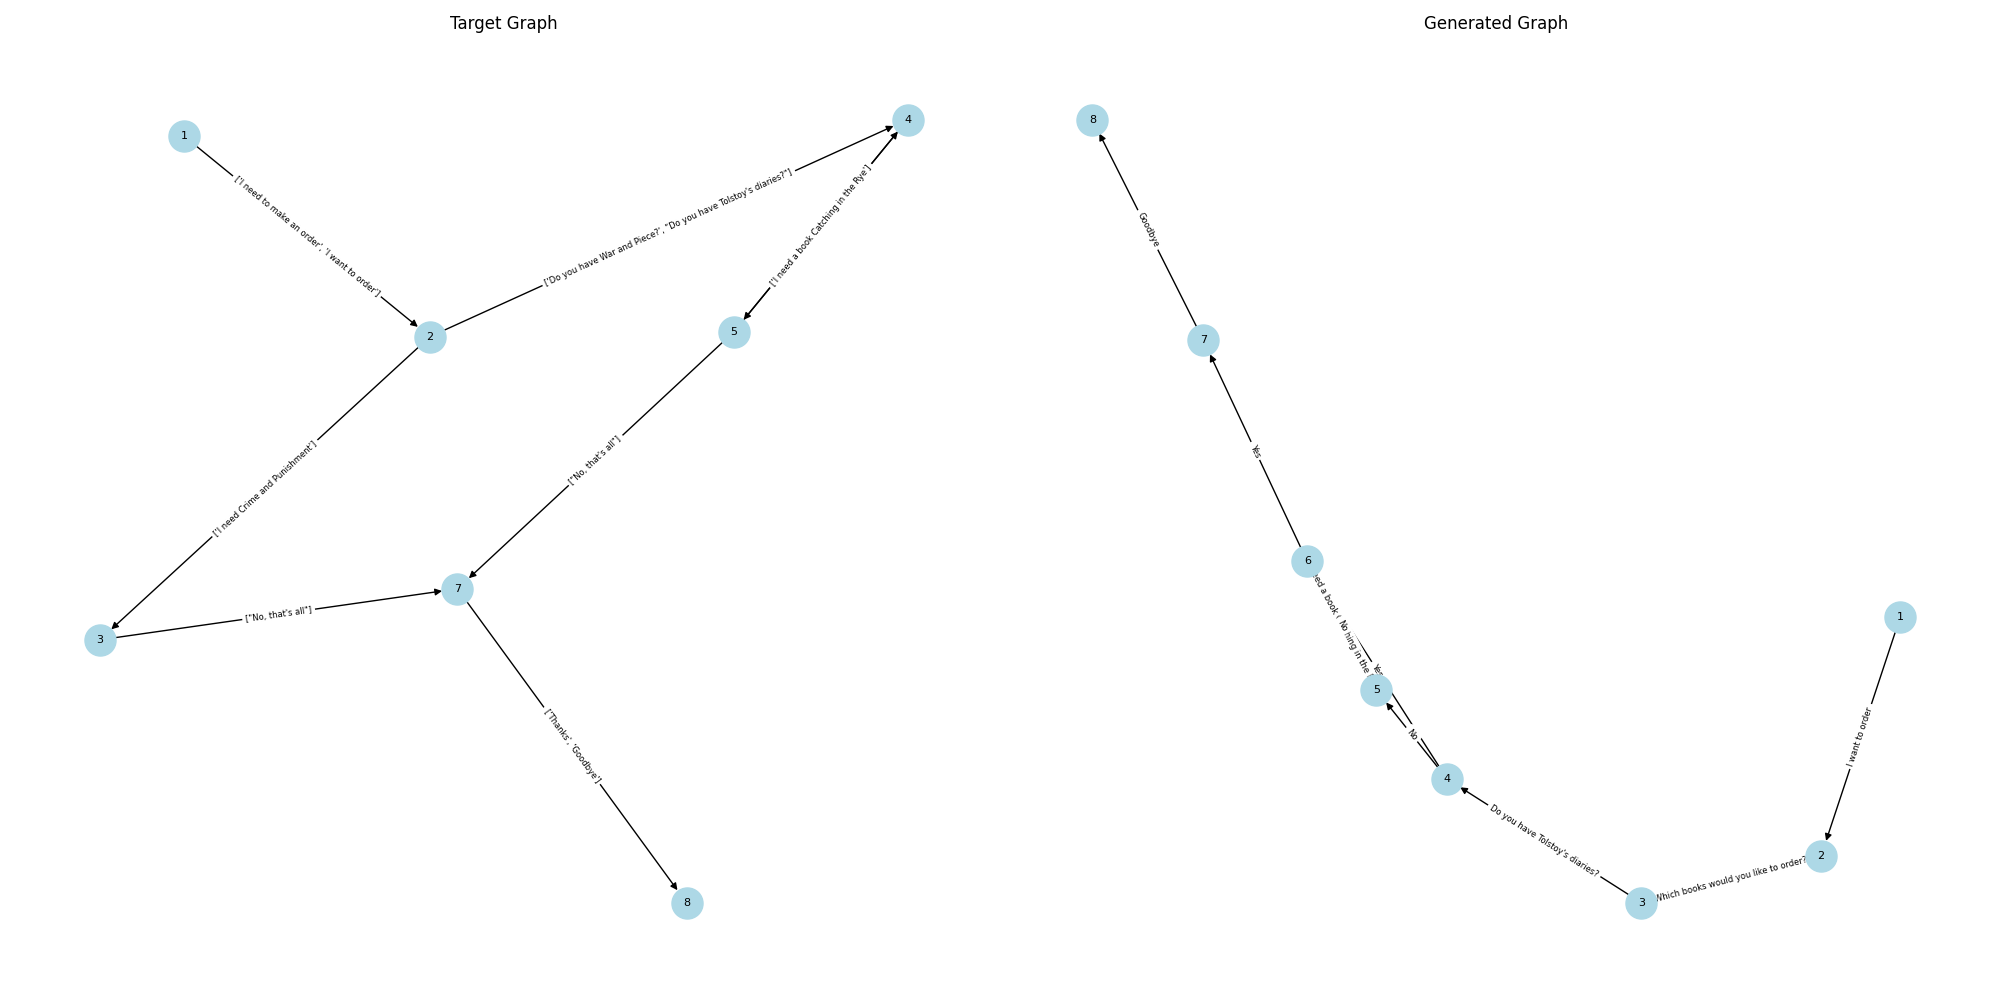 Target Graph
1
4
['I need to make an order', 'I want to order']
['Do you have War and Piece?', "Do you have Tolstoy's diaries?"]
['I need a book Catching in the Rye']
2
5
['I need Crime and Punishment']
["No, that's all"]
7
["No, that's all"]
3
['Thanks', 'Goodbye']
8
Generated Graph
8
Goodbye
7
Yes
6
a book
No
in the
Yes
5
No
4
Do you have Tolstoy's diaries?
3
Which books would you like to order?
2
I want to order
1